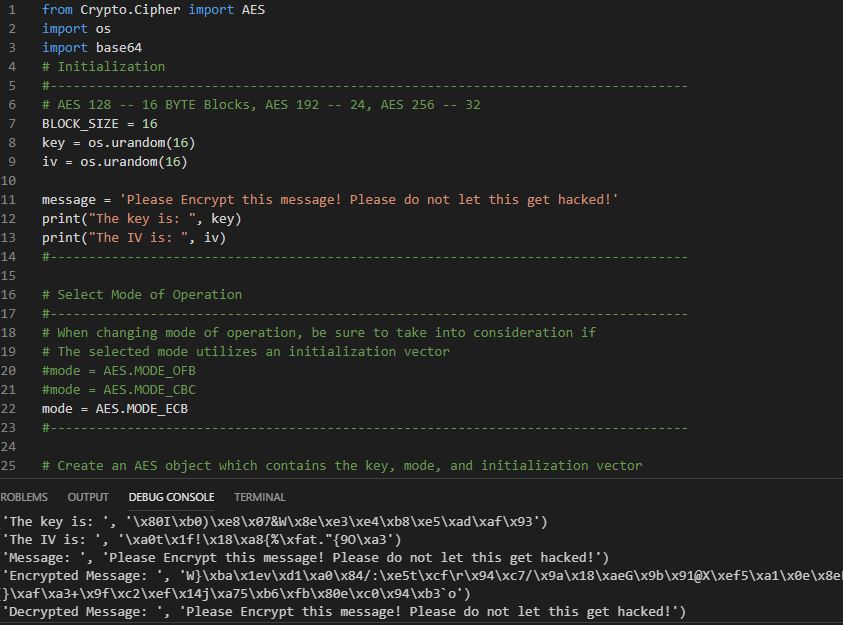 1 from Crypto.Cipher import AES
2 import os
3 import base64
4 # Initialization
5 #-----------------------------------------------------------------------------------
6 # AES 128 -- 16 BYTE Blocks, AES 192 -- 24, AES 256 -- 32
7 BLOCK_SIZE = 16
8 key = os.urandom(16)
9 iv = os.urandom(16)
10
11 message = 'Please Encrypt this message! Please do not let this get hacked!'
12 print("The key is: ", key)
13 print("The IV is: ", iv)
14 #-----------------------------------------------------------------------------------
15
16 # Select Mode of Operation
17 #-----------------------------------------------------------------------------------
18 # When changing mode of operation, be sure to take into consideration if
19 # The selected mode utilizes an initialization vector
20 #mode = AES.MODE_OFB
21 #mode = AES.MODE_CBC
22 mode = AES.MODE_ECB
23 #-----------------------------------------------------------------------------------
24
25 # Create an AES object which contains the key, mode, and initialization vector
ROBLEMS OUTPUT DEBUG CONSOLE TERMINAL
'The key is: ', '\x80I\xb0)\xe8\x07&W\x8e\xe3\xe4\xb8\xe5\xad\xaf\x93')
'The IV is: ', '\xa0t\x1f!\x18\xa8{%\xfat."{9O\xa3')
'Message: ', 'Please Encrypt this message! Please do not let this get hacked!')
'Encrypted Message: ', 'W}\xba\x1ev\xd1\xa0\x84/:\xe5t\xcf\r\x94\xc7/\x9a\x18\xaeG\x9b\x91@X\xef5\xa1\x0e\x8e
}\xaf\xa3+\x9f\xc2\xef\x14j\xa75\xb6\xfb\x80e\xc0\x94\xb3`o')
'Decrypted Message: ', 'Please Encrypt this message! Please do not let this get hacked!')